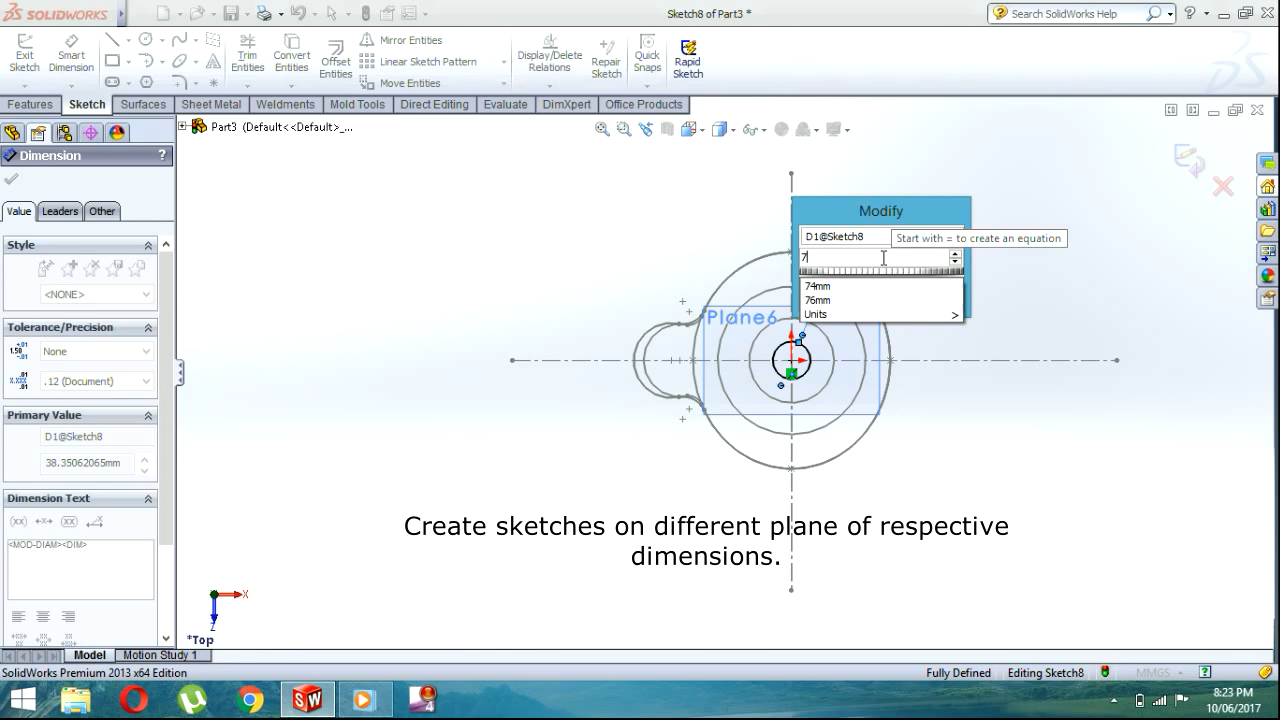 SOLIDWORKS
Sketch8 of Part3 *
Search SolidWorks Help
Exit Sketch
Smart Dimension
Trim Entities
Convert Entities
Offset Entities
Mirror Entities
Linear Sketch Pattern
Move Entities
Display/Delete Relations
Repair Sketch
Quick Snaps
Rapid Sketch
Features Sketch Surfaces Sheet Metal Weldments Mold Tools Direct Editing Evaluate DimXpert Office Products
Part3 (Default<<Default>_...
Dimension ?
Value Leaders Other
Style
<NONE>
Tolerance/Precision
None
.12 (Document)
Primary Value
D1@Sketch8
38.35062065mm
Dimension Text
<MOD-DIAM><DIM>
Modify
D1@Sketch8
Start with = to create an equation
7
74mm
76mm
Units >
Plane6
Create sketches on different plane of respective
dimensions.
X
Z
*Top
Model Motion Study 1
SolidWorks Premium 2013 x64 Edition
Fully Defined Editing Sketch8 MMGS
8:23 PM
10/06/2017